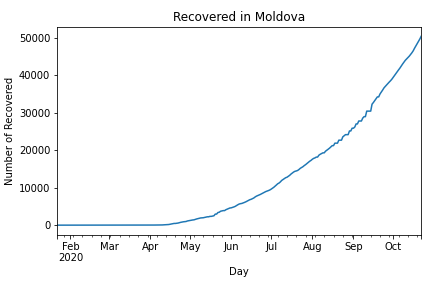 Recovered in Moldova
50000
40000
30000
20000
10000
0
Number of Recovered
Feb Mar Apr May Jun Jul Aug Sep Oct
2020
Day